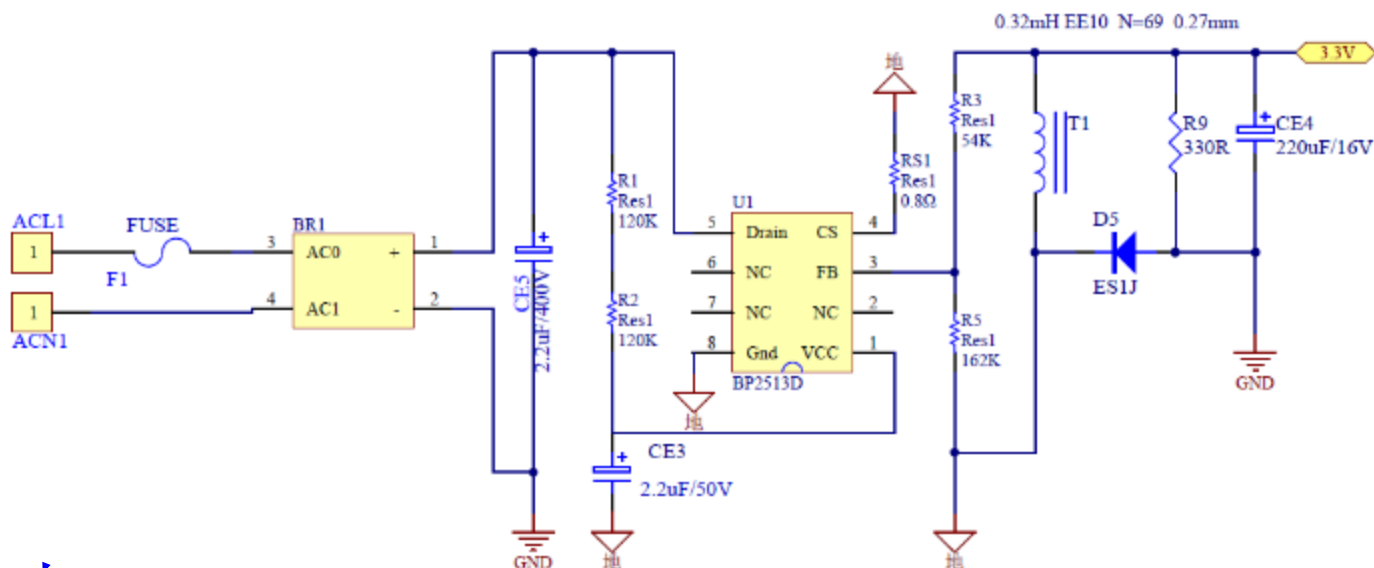 0.32mH EE10 N=69 0.27mm
3.3V
地
R3
Res1
54K
T1
R9
330R
CE4
220uF/16V
RS1
Res1
0.8Ω
R1
Res1
120K
U1
ACL1
1
FUSE
F1
BR1
3
AC0
+
1
4
AC1
-
2
ACN1
1
CE5
2.2uF/400V
+
5
Drain
CS
4
6
NC
FB
3
7
NC
NC
2
8
Gnd
VCC
1
BP2513D
D5
ES1J
R2
Res1
120K
R5
Res1
162K
GND
地
CE3
+
2.2uF/50V
GND
地
地
+